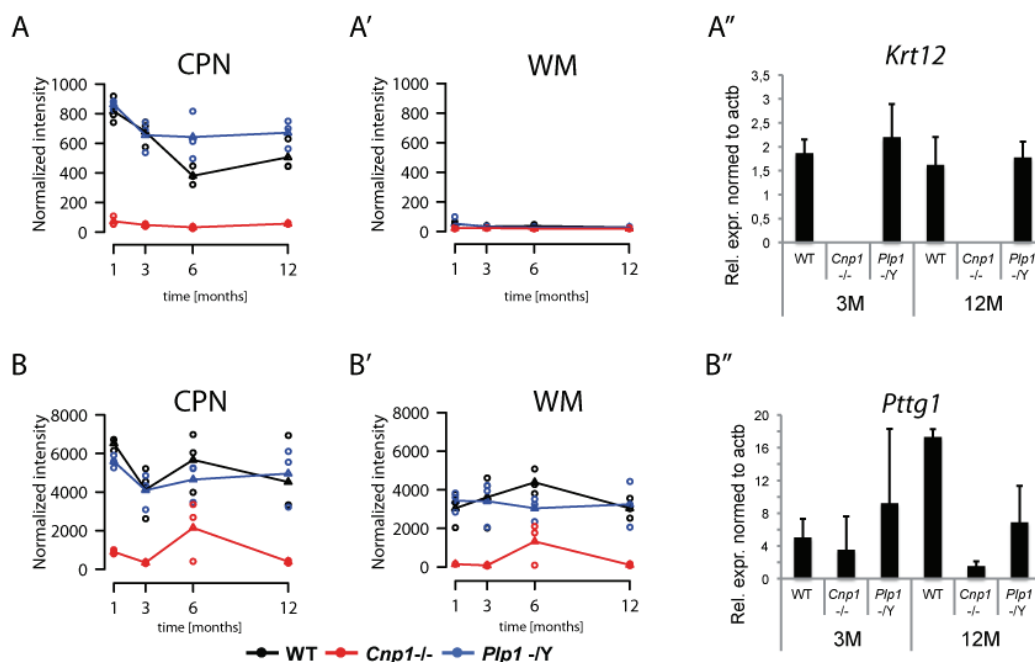 A
CPN
Normalized intensity
1000
800
600
400
200
0
1 3 6 12
time [months]
A'
WM
Normalized intensity
1000
800
600
400
200
0
1 3 6 12
time [months]
A"
Krt12
Rel. expr. normed to actb
3,5
3
2,5
2
1,5
1
0,5
0
WT Cnp1 -/- Plp1 -/Y WT Cnp1 -/- Plp1 -/Y
3M 12M
B
CPN
Normalized intensity
8000
6000
4000
2000
0
1 3 6 12
time [months]
B'
WM
Normalized intensity
8000
6000
4000
2000
0
1 3 6 12
time [months]
B"
Pttg1
Rel. expr. normed to actb
20
16
12
8
4
0
WT Cnp1 -/- Plp1 -/Y WT Cnp1 -/- Plp1 -/Y
3M 12M
WT Cnp1-/- Plp1 -/Y